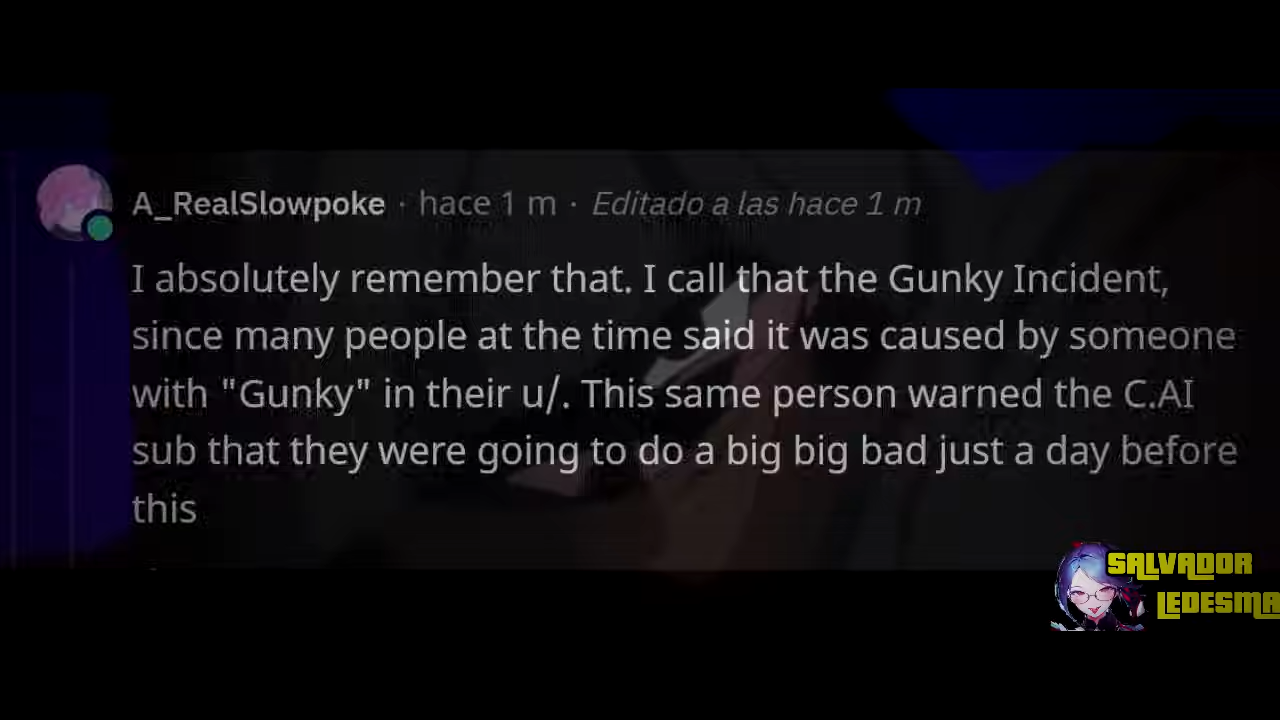 A_RealSlowpoke · hace 1 m · Editado a las hace 1 m
I absolutely remember that. I call that the Gunky Incident,
since many people at the time said it was caused by someone
with "Gunky" in their u/. This same person warned the C.AI
sub that they were going to do a big big bad just a day before
this
SALVADOR
LEDESMA